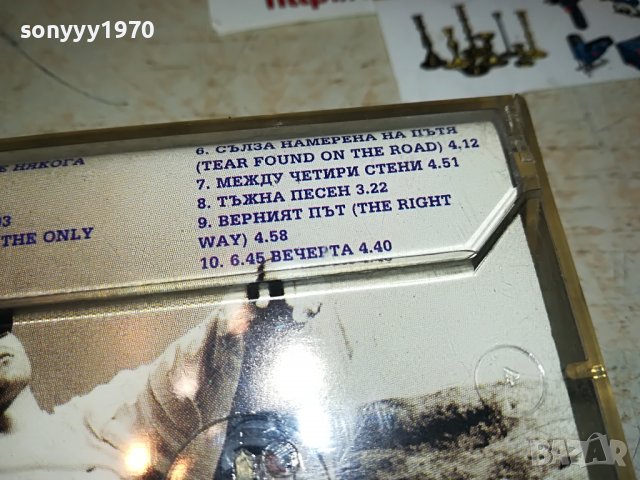 sonyyy1970
Е НЯКОГА
93
THE ONLY
6. СЪЛЗА НАМЕРЕНА НА ПЪТЯ
(TEAR FOUND ON THE ROAD) 4.12
7. МЕЖДУ ЧЕТИРИ СТЕНИ 4.51
8. ТЪЖНА ПЕСЕН 3.22
9. ВЕРНИЯТ ПЪТ (THE RIGHT
WAY) 4.58
10. 6.45 ВЕЧЕРТА 4.40
BAZAR